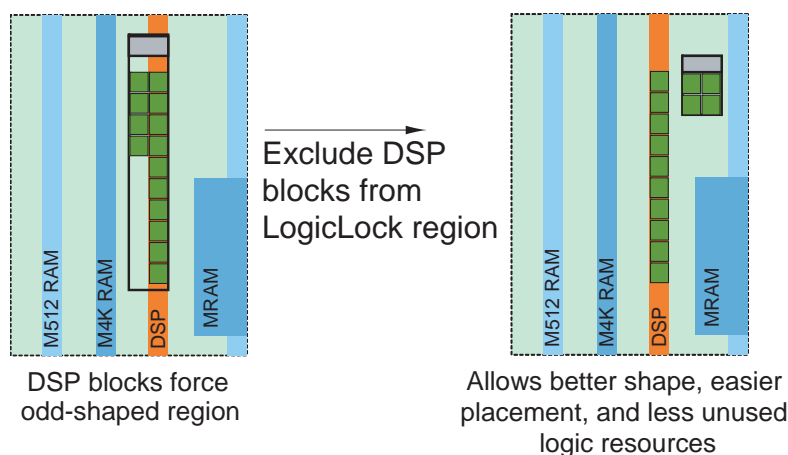 M512 RAM
M4K RAM
DSP
MRAM
DSP blocks force
odd-shaped region
Exclude DSP
blocks from
LogicLock region
M512 RAM
M4K RAM
DSP
MRAM
Allows better shape, easier
placement, and less unused
logic resources